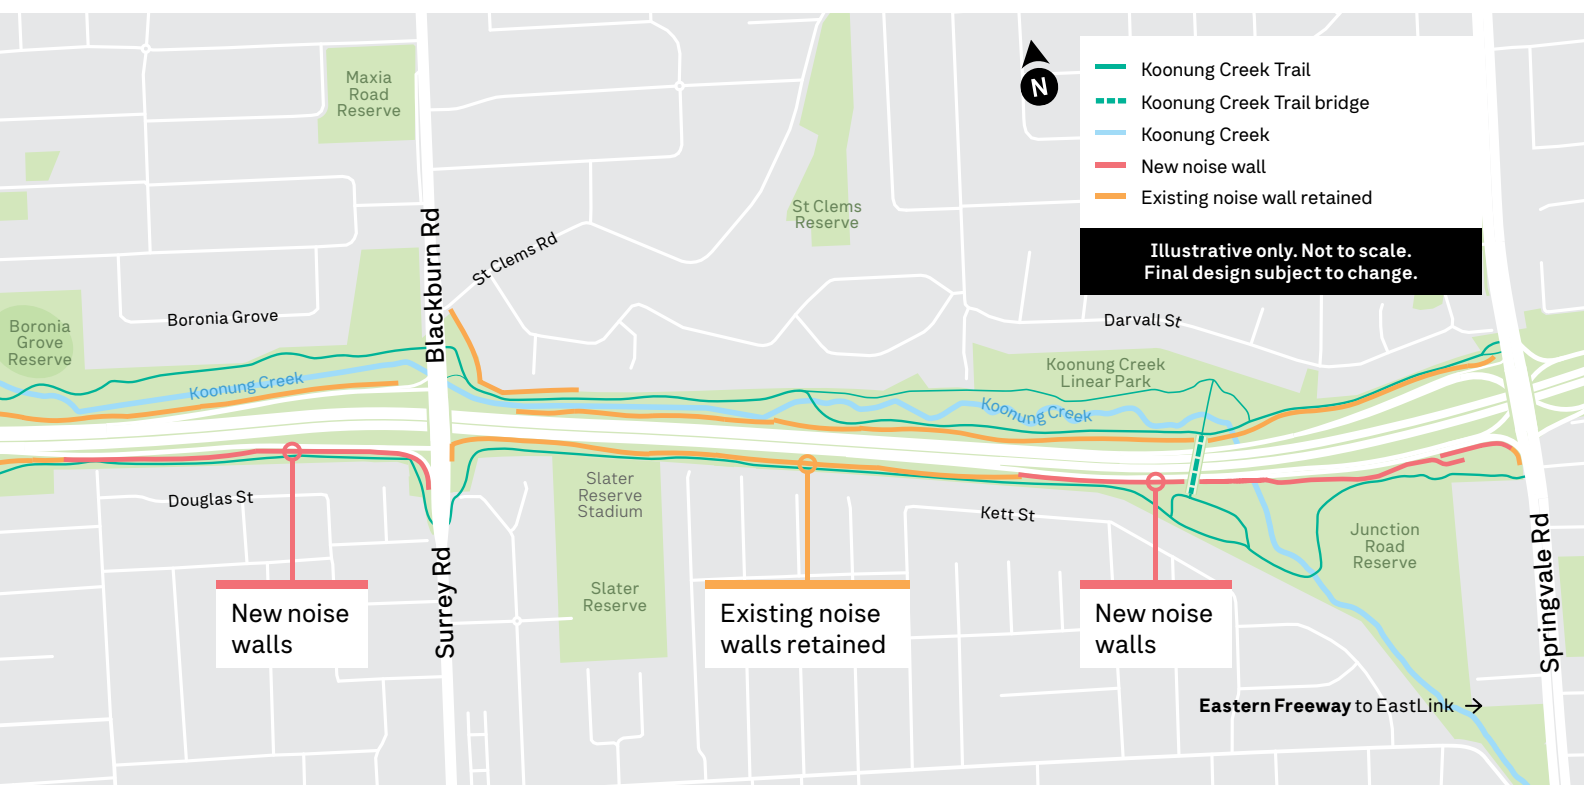 Maxia
Road
Reserve
N
Koonung Creek Trail
Koonung Creek Trail bridge
Koonung Creek
New noise wall
Existing noise wall retained
Illustrative only. Not to scale.
Final design subject to change.
St Clems
Reserve
Blackburn Rd
St Clems Rd
Boronia Grove
Boronia
Grove
Reserve
Darvall St
Koonung Creek
Linear Park
Koonung Creek
Koonung Creek
Douglas St
Slater
Reserve
Stadium
Kett St
Junction
Road
Reserve
Slater
Reserve
Surrey Rd
Springvale Rd
New noise
walls
Existing noise
walls retained
New noise
walls
Eastern Freeway to EastLink →